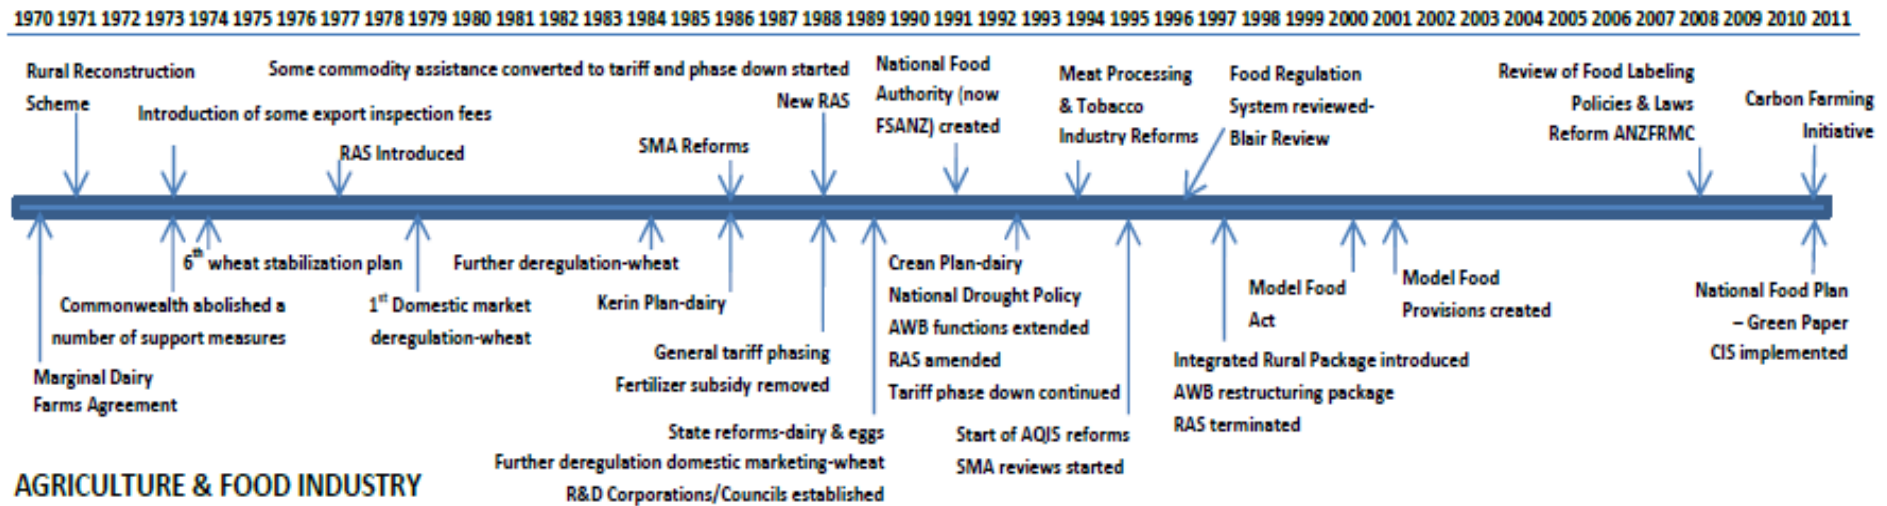 1970 1971 1972 1973 1974 1975 1976 1977 1978 1979 1980 1981 1982 1983 1984 1985 1986 1987 1988 1989 1990 1991 1992 1993 1994 1995 1996 1997 1998 1999 2000 2001 2002 2003 2004 2005 2006 2007 2008 2009 2010 2011
Rural Reconstruction
Scheme
Introduction of some export inspection fees
RAS Introduced
Some commodity assistance converted to tariff and phase down started
New RAS
SMA Reforms
National Food
Authority (now
FSANZ) created
Meat Processing
& Tobacco
Industry Reforms
Food Regulation
System reviewed-
Blair Review
Review of Food Labeling
Policies & Laws
Reform ANZFRMC
Carbon Farming
Initiative
6th wheat stabilization plan
Commonwealth abolished a
number of support measures
Marginal Dairy
Farms Agreement
1st Domestic market
deregulation-wheat
Further deregulation-wheat
Kerin Plan-dairy
General tariff phasing
Fertilizer subsidy removed
State reforms-dairy & eggs
Further deregulation domestic marketing-wheat
R&D Corporations/Councils established
Crean Plan-dairy
National Drought Policy
AWB functions extended
RAS amended
Tariff phase down continued
Start of AQIS reforms
SMA reviews started
Integrated Rural Package introduced
AWB restructuring package
RAS terminated
Model Food
Act
Model Food
Provisions created
National Food Plan
– Green Paper
CIS implemented
AGRICULTURE & FOOD INDUSTRY